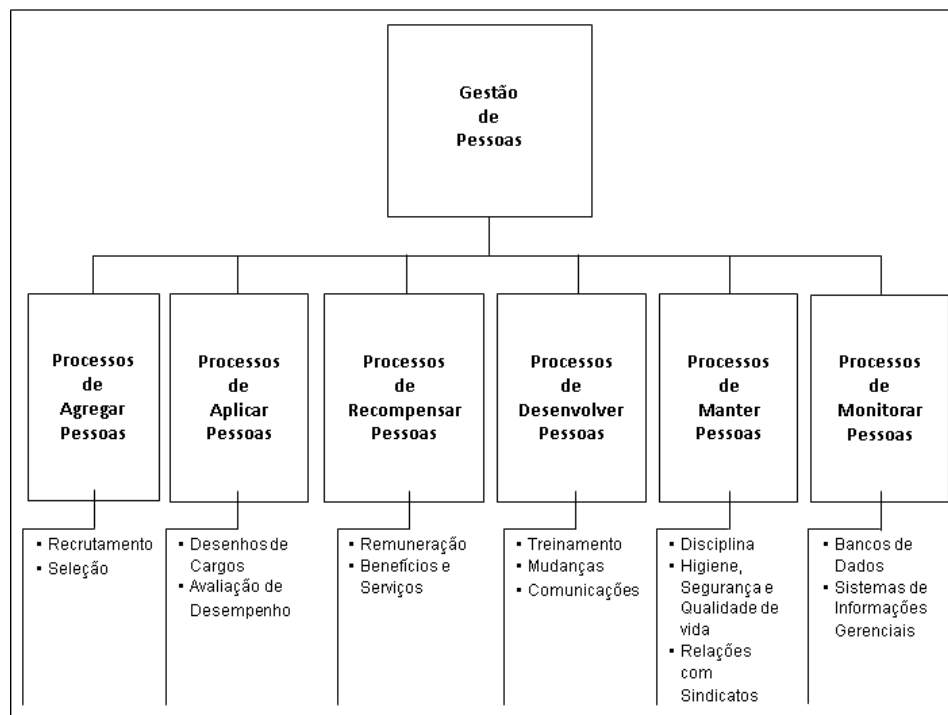 Gestão
de
Pessoas
Processos
de
Agregar
Pessoas
Processos
de
Aplicar
Pessoas
Processos
de
Recompensar
Pessoas
Processos
de
Desenvolver
Pessoas
Processos
de
Manter
Pessoas
Processos
de
Monitorar
Pessoas
▪ Recrutamento
▪ Seleção
▪ Desenhos de
Cargos
▪ Avaliação de
Desempenho
▪ Remuneração
▪ Benefícios e
Serviços
▪ Treinamento
▪ Mudanças
▪ Comunicações
▪ Disciplina
▪ Higiene,
Segurança e
Qualidade de
vida
▪ Relações
com
Sindicatos
▪ Bancos de
Dados
▪ Sistemas de
Informações
Gerenciais